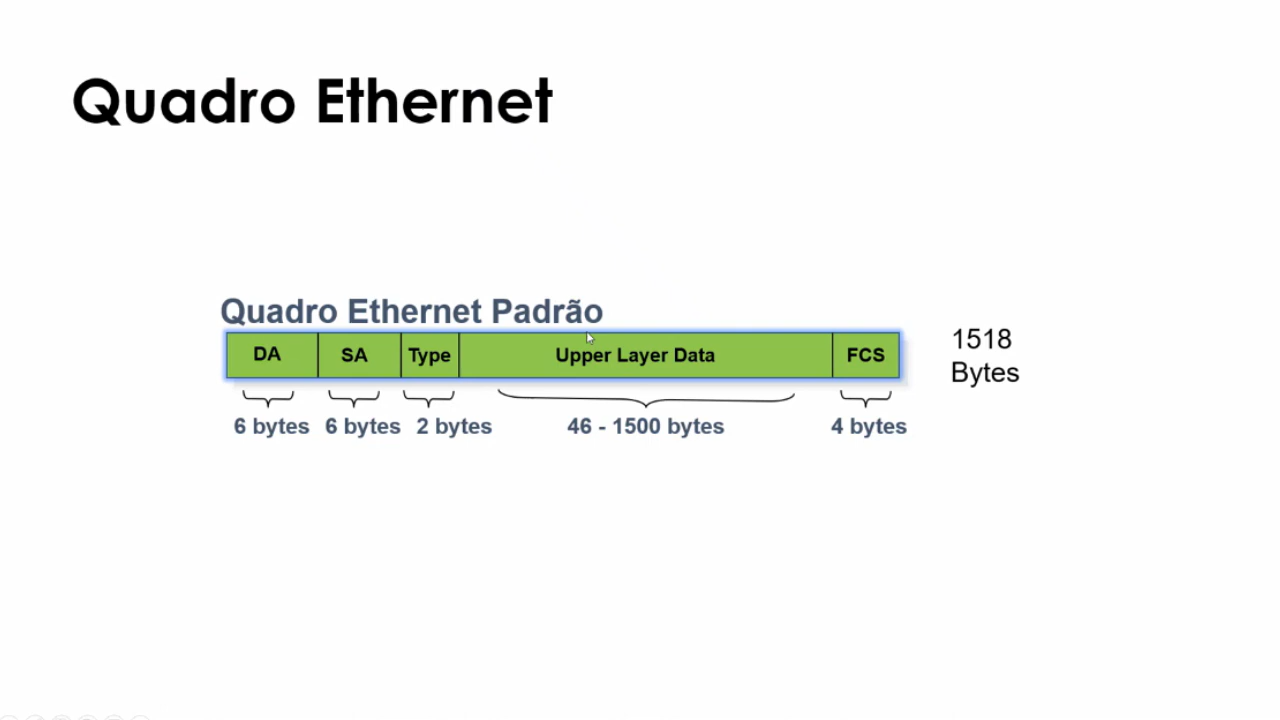 Quadro Ethernet
Quadro Ethernet Padrão
DA SA Type Upper Layer Data FCS
1518
Bytes
6 bytes 6 bytes 2 bytes 46 - 1500 bytes 4 bytes